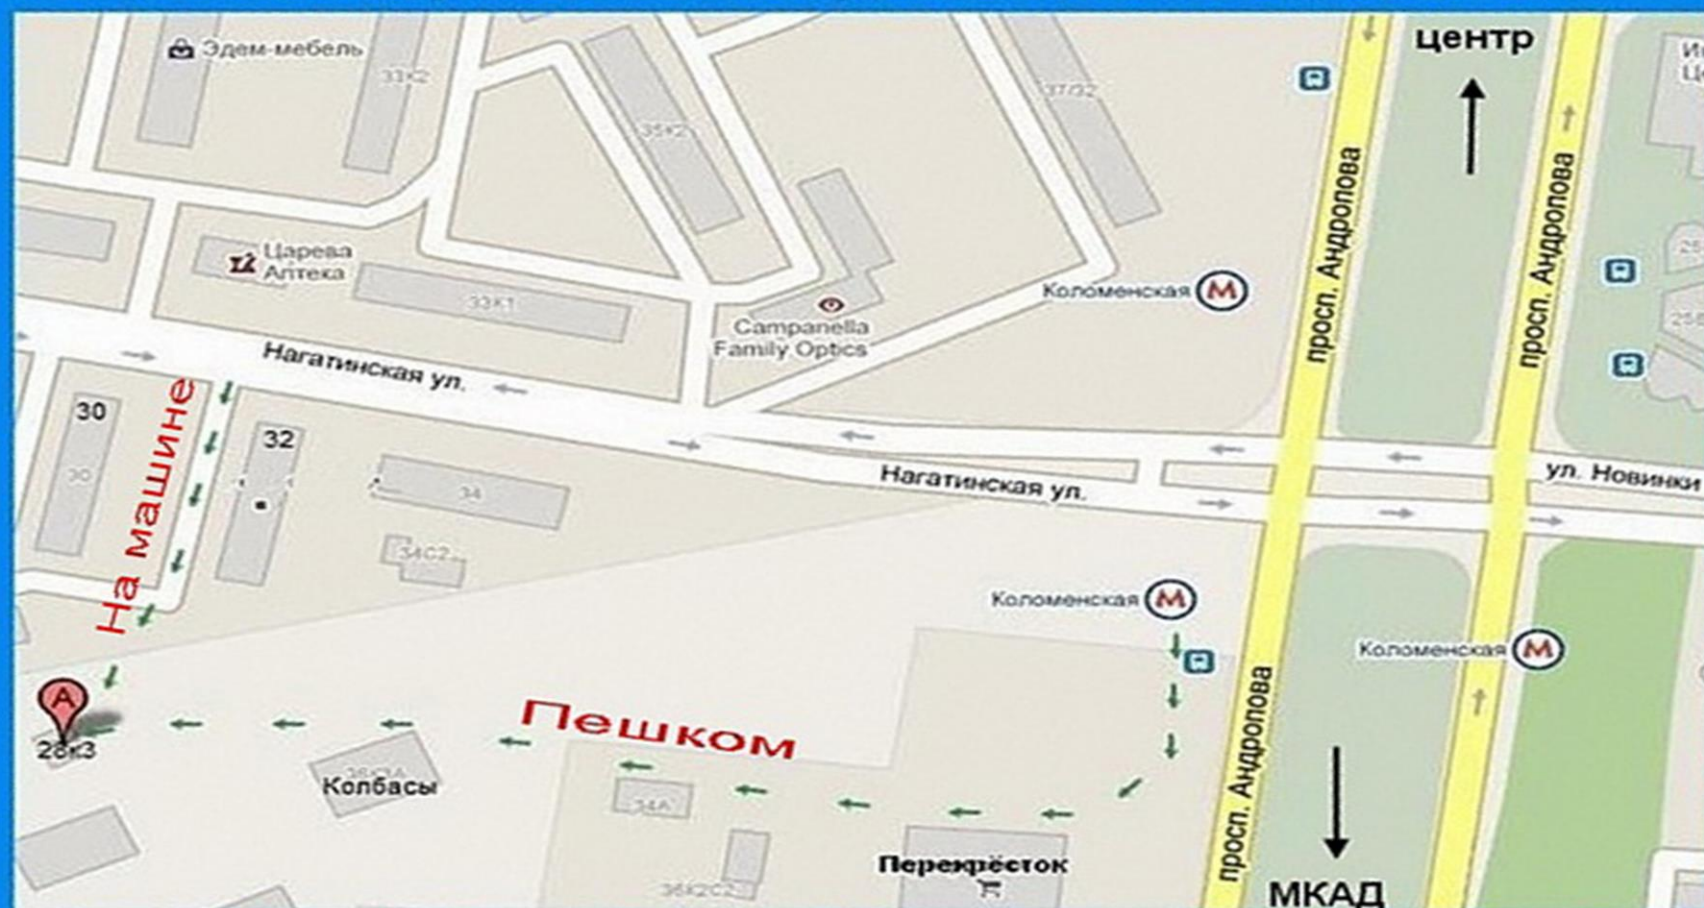 центр
Эдем-мебель
33К2
35К2
37/32
просп. Андропова
просп. Андропова
Царева
Аптека
33К1
Коломенская М
Campanella
Family Optics
Нагатинская ул.
На машине
30
30
32
34
34С2
Нагатинская ул.
ул. Новинки
Коломенская М
Коломенская М
A
28к3
Пешком
Колбасы
34А
36К2С2
Перекрёсток
просп. Андропова
МКАД